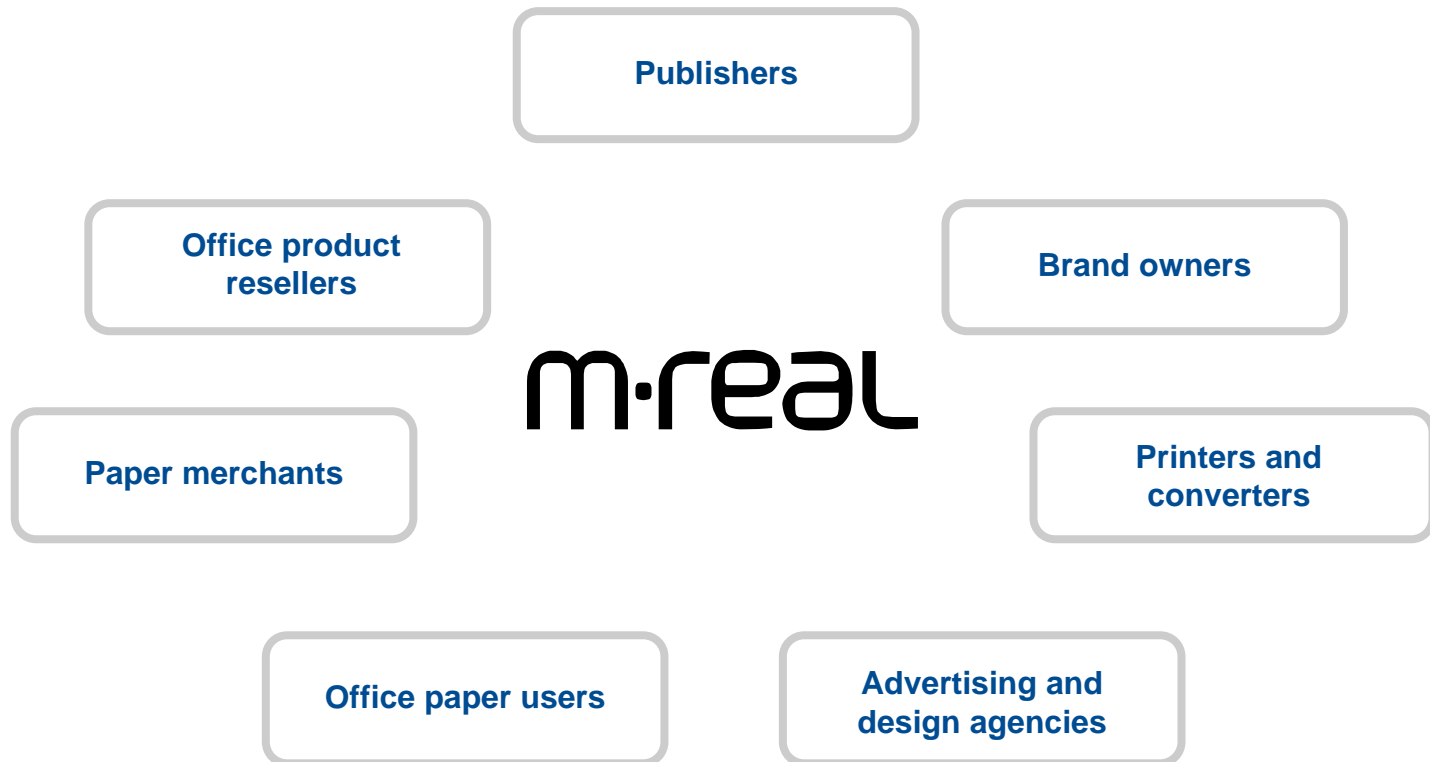 Publishers
Office product
resellers
Brand owners
m·real
Paper merchants
Printers and
converters
Office paper users
Advertising and
design agencies